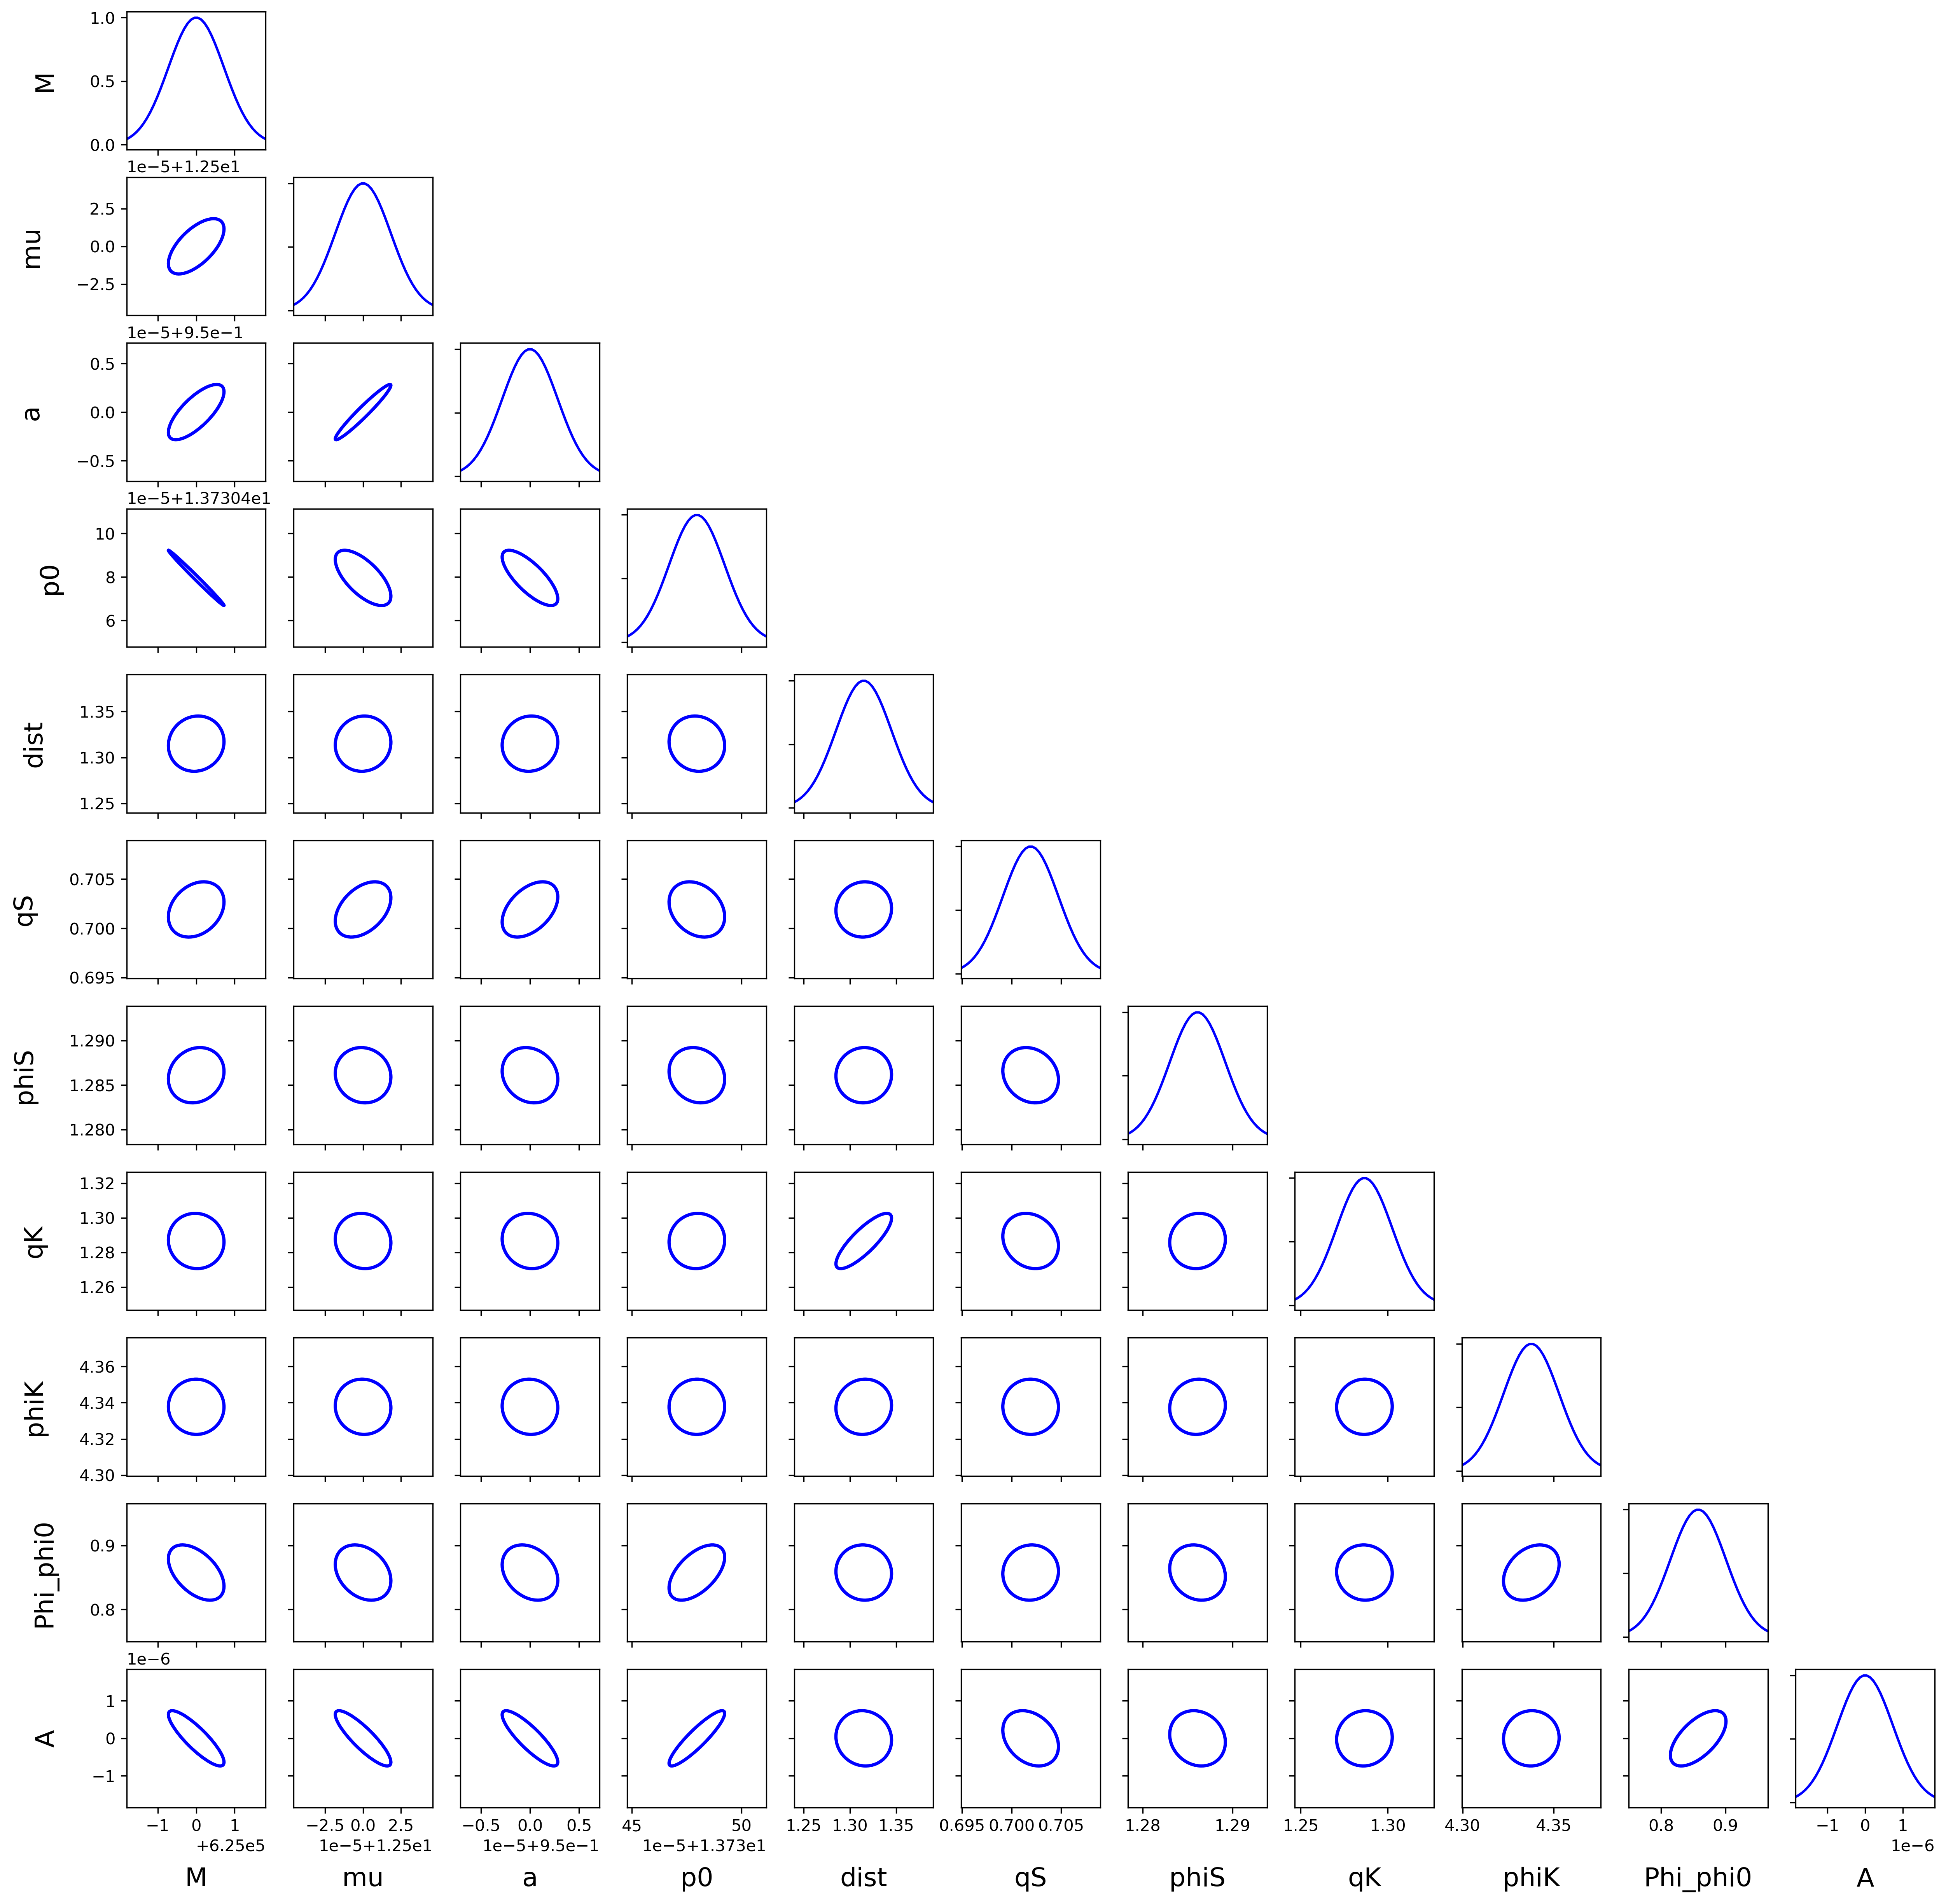 1.0
0.5
0.0
M
1e−5+1.25e1
2.5
0.0
−2.5
mu
1e−5+9.5e−1
0.5
0.0
−0.5
a
1e−5+1.37304e1
10
8
6
p0
1.35
1.30
1.25
dist
0.705
0.700
0.695
qS
1.290
1.285
1.280
phiS
1.32
1.30
1.28
1.26
qK
4.36
4.34
4.32
4.30
phiK
0.9
0.8
Phi_phi0
1e−6
1
0
−1
A
−1 0 1 −2.5 0.0 2.5 −0.5 0.0 0.5 45 50 1.25 1.30 1.35 0.695 0.700 0.705 1.28 1.29 1.25 1.30 4.30 4.35 0.8 0.9 −1 0 1
+6.25e5 1e−5+1.25e1 1e−5+9.5e−1 1e−5+1.373e1 1e−6
M mu a p0 dist qS phiS qK phiK Phi_phi0 A